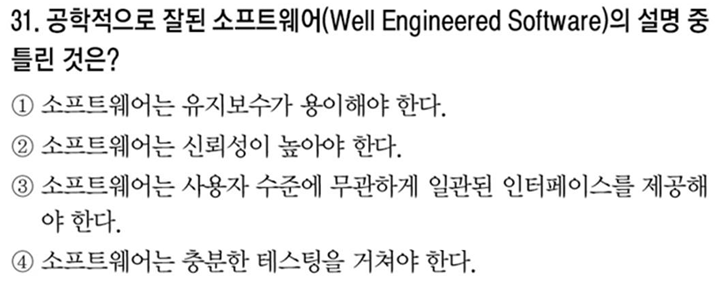 31. 공학적으로 잘된 소프트웨어(Well Engineered Software)의 설명 중
틀린 것은?
① 소프트웨어는 유지보수가 용이해야 한다.
② 소프트웨어는 신뢰성이 높아야 한다.
③ 소프트웨어는 사용자 수준에 무관하게 일관된 인터페이스를 제공해
야 한다.
④ 소프트웨어는 충분한 테스팅을 거쳐야 한다.